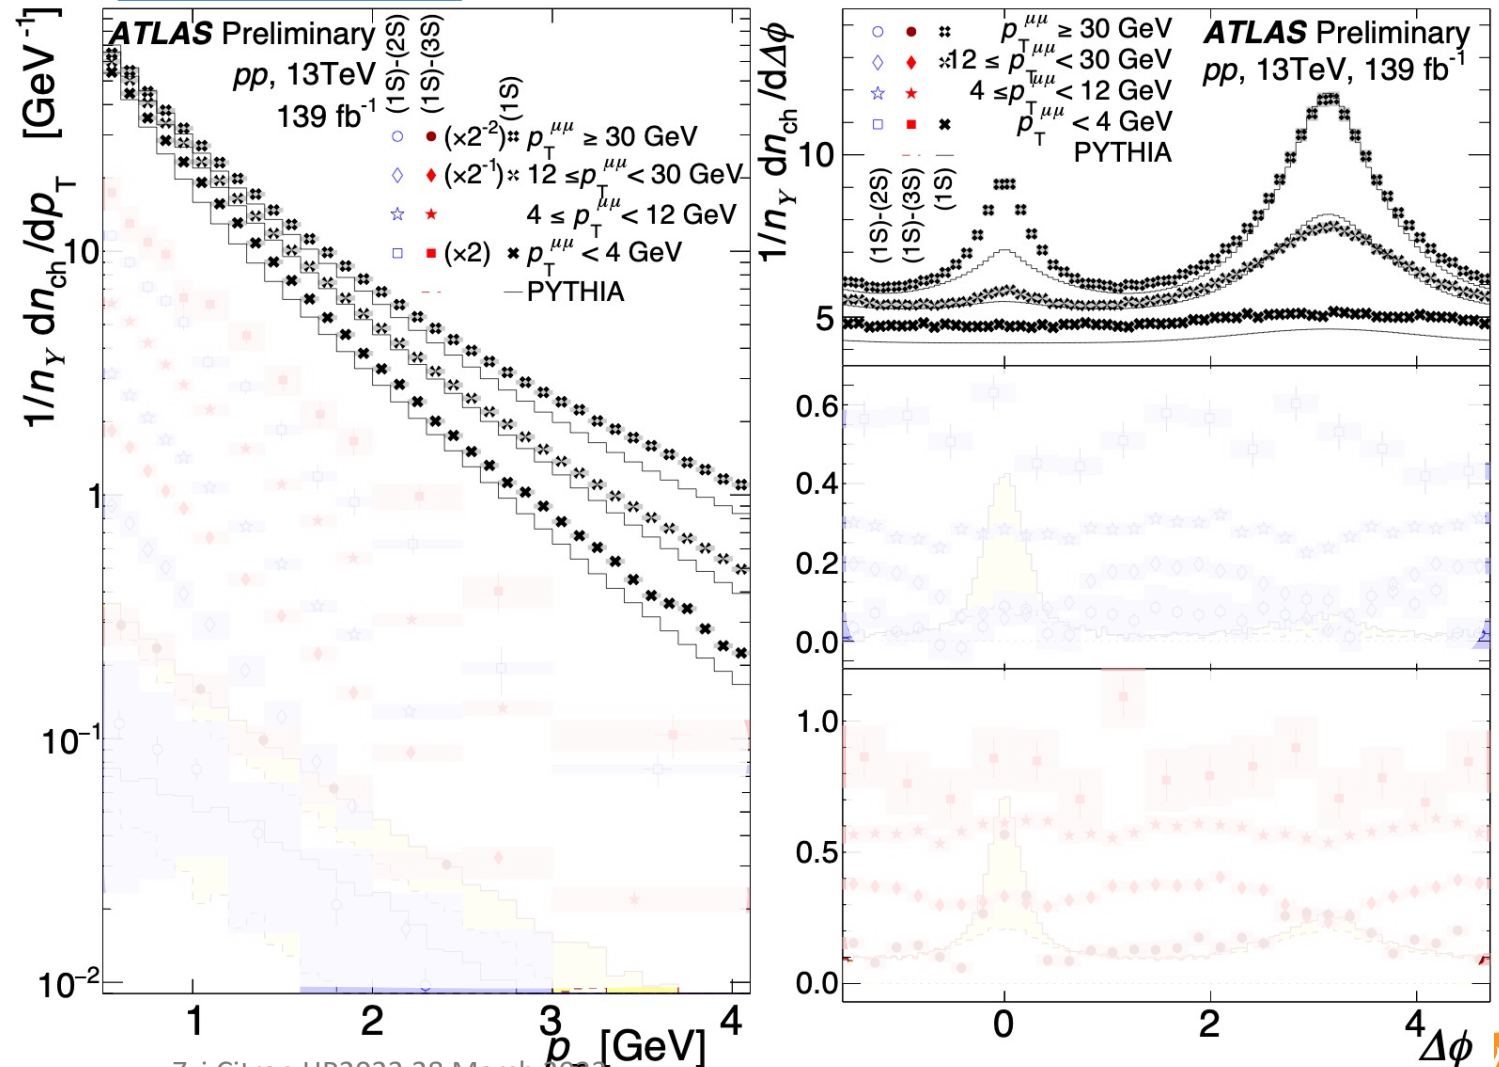 ATLAS Preliminary
pp, 13TeV
139 fb⁻¹
(1S)-(2S)
(1S)-(3S)
(1S)
(×2⁻²) p_T^μμ ≥ 30 GeV
(×2⁻¹) 12 ≤ p_T^μμ < 30 GeV
4 ≤ p_T^μμ < 12 GeV
(×2) p_T^μμ < 4 GeV
PYTHIA
1/n_Y dn_ch/dp_T [GeV⁻¹]
10
1
10⁻¹
10⁻²
1 2 3 4
p [GeV]
ATLAS Preliminary
pp, 13TeV, 139 fb⁻¹
p_T^μμ ≥ 30 GeV
12 ≤ p_T^μμ < 30 GeV
4 ≤ p_T^μμ < 12 GeV
p_T^μμ < 4 GeV
PYTHIA
(1S)-(2S)
(1S)-(3S)
(1S)
1/n_Y dn_ch/dΔϕ
10
5
0.6
0.4
0.2
0.0
1.0
0.5
0.0
0 2 4
Δϕ